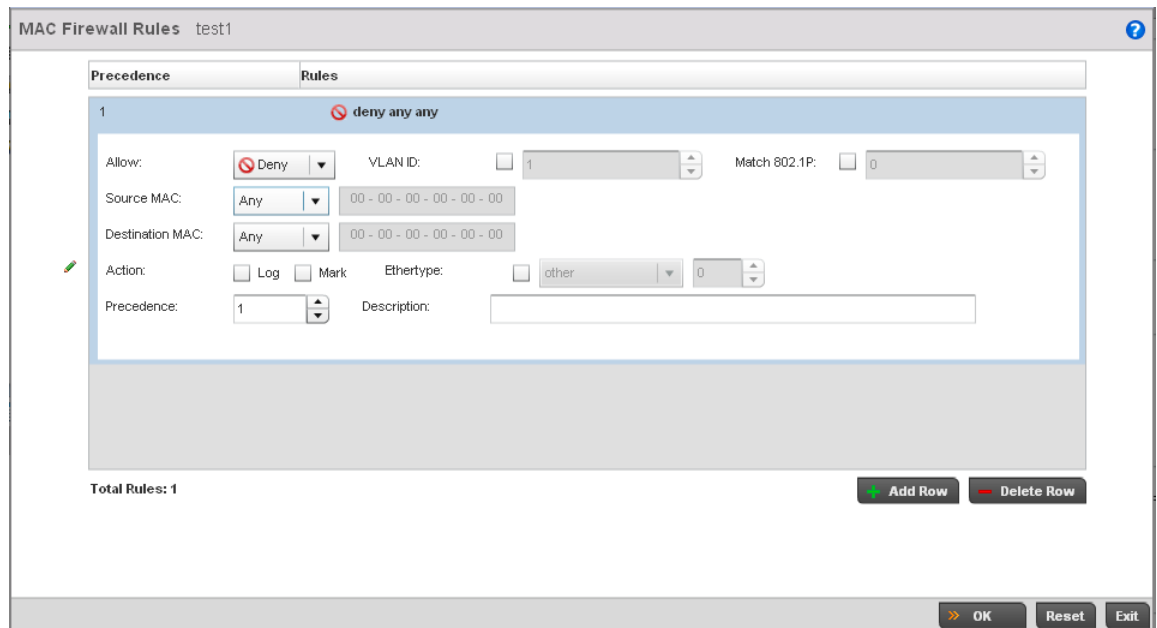 MAC Firewall Rules test1 ?
Precedence Rules
1 deny any any
Allow: Deny VLAN ID: 1 Match 802.1P: 0
Source MAC: Any 00 - 00 - 00 - 00 - 00 - 00
Destination MAC: Any 00 - 00 - 00 - 00 - 00 - 00
Action: Log Mark Ethertype: other 0
Precedence: 1 Description:
Total Rules: 1 Add Row Delete Row
OK Reset Exit